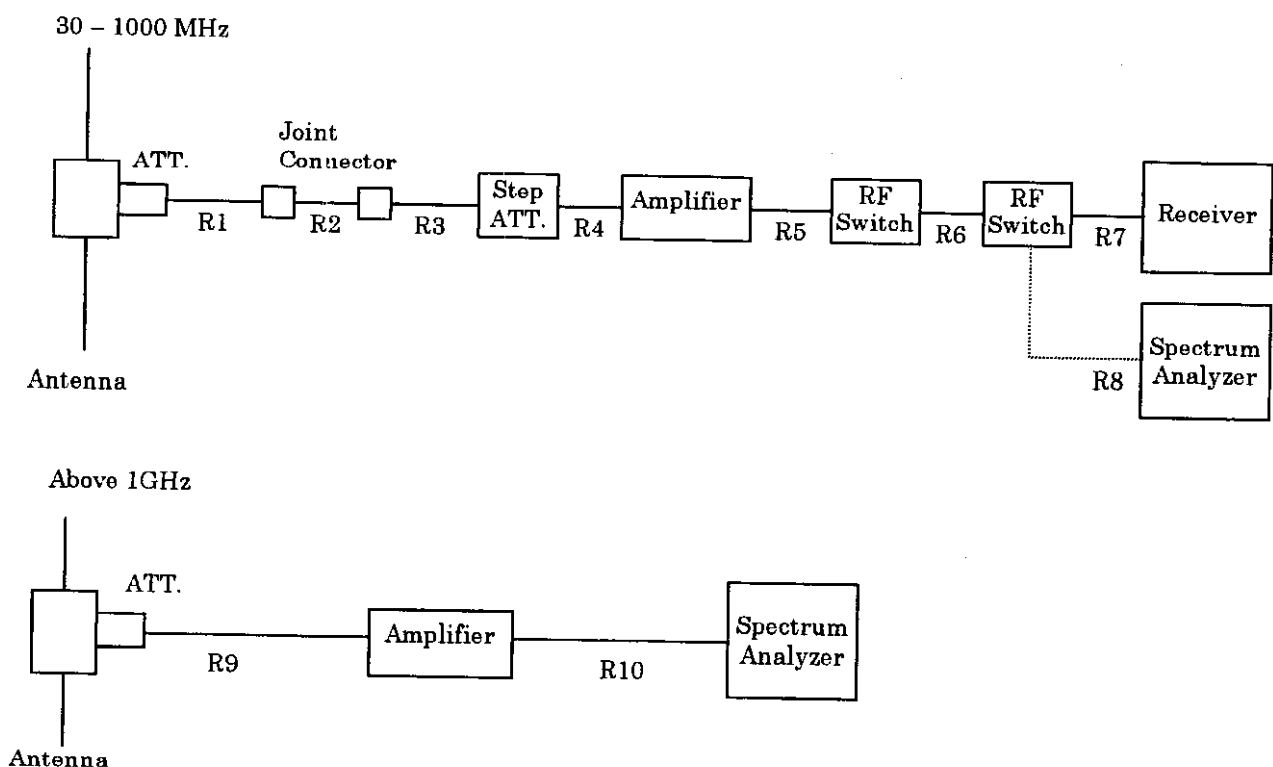 30 – 1000 MHz
ATT.
Joint
Connector
R1
R2
R3
Step
ATT.
R4
Amplifier
R5
RF
Switch
R6
RF
Switch
R7
Receiver
R8
Spectrum
Analyzer
Antenna
Above 1GHz
ATT.
R9
Amplifier
R10
Spectrum
Analyzer
Antenna